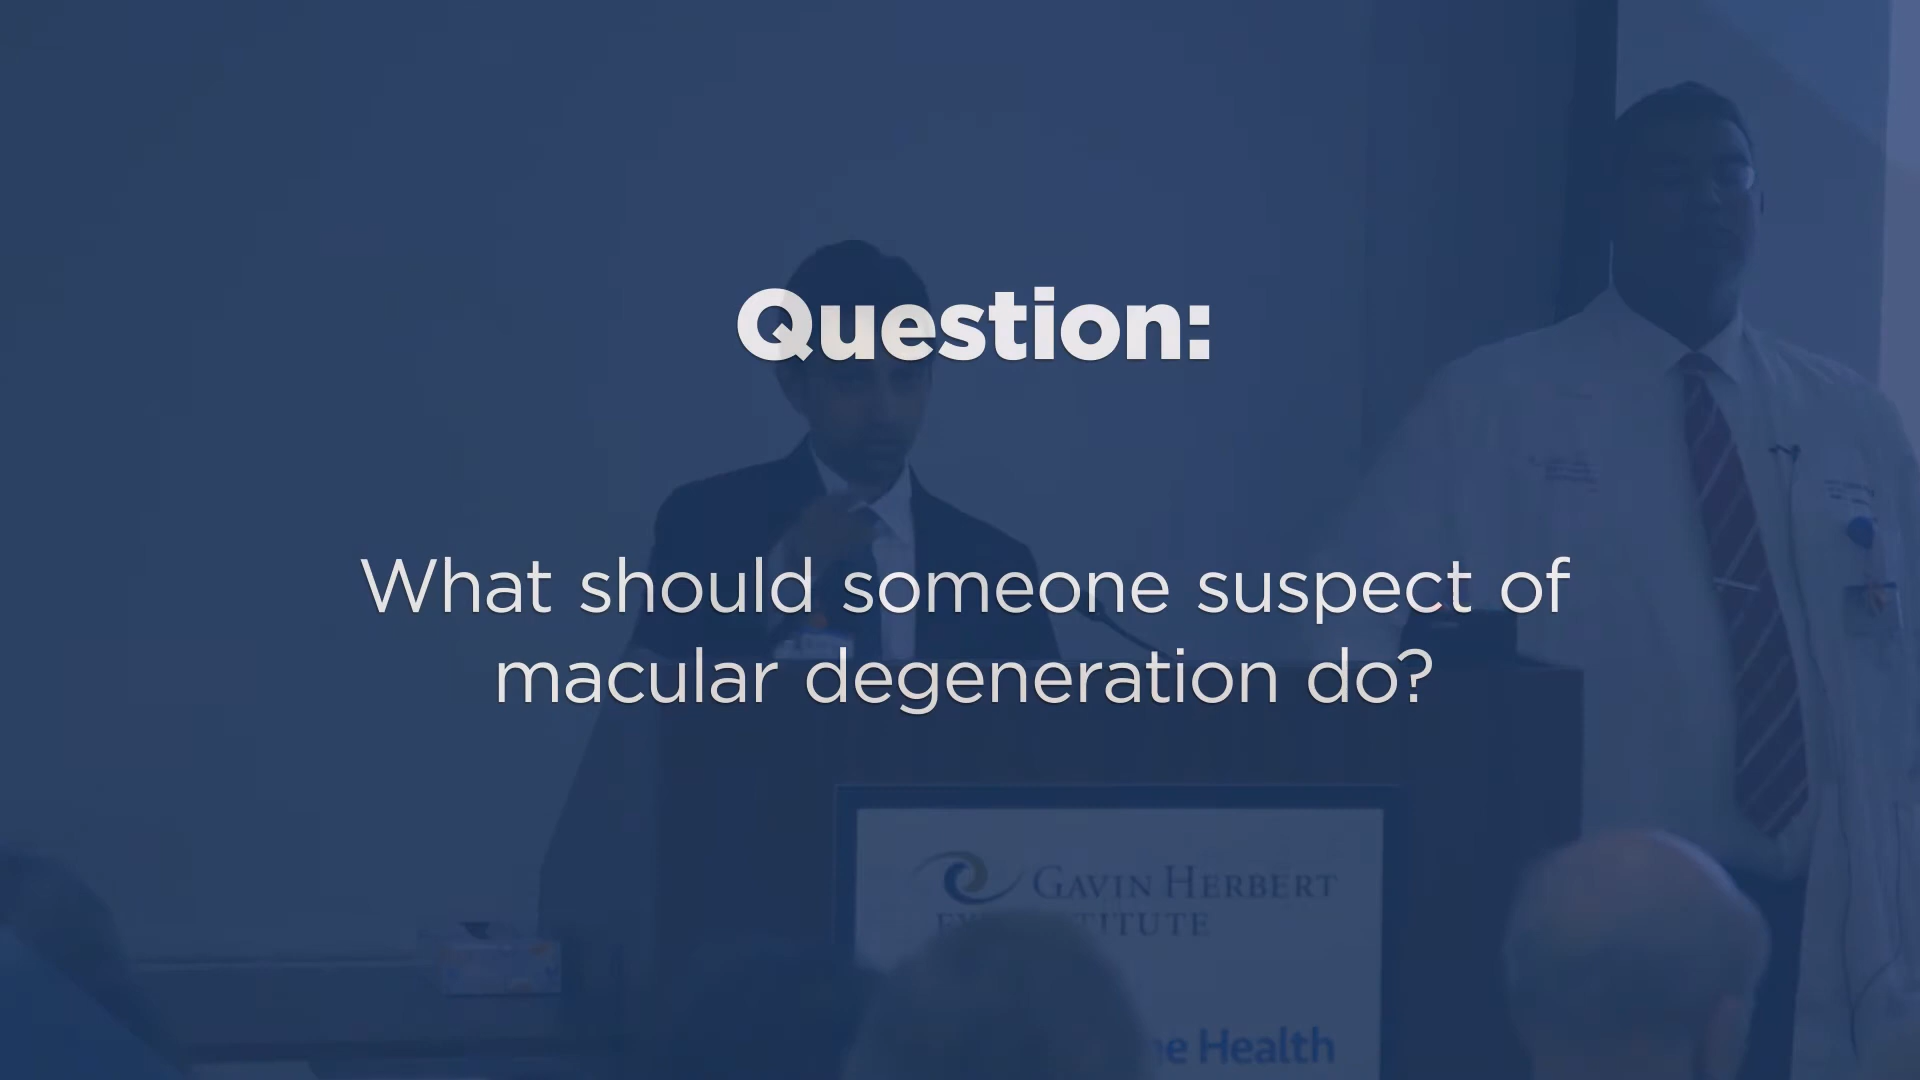 Question:
What should someone suspect of
macular degeneration do?
GAVIN HERBERT
Health